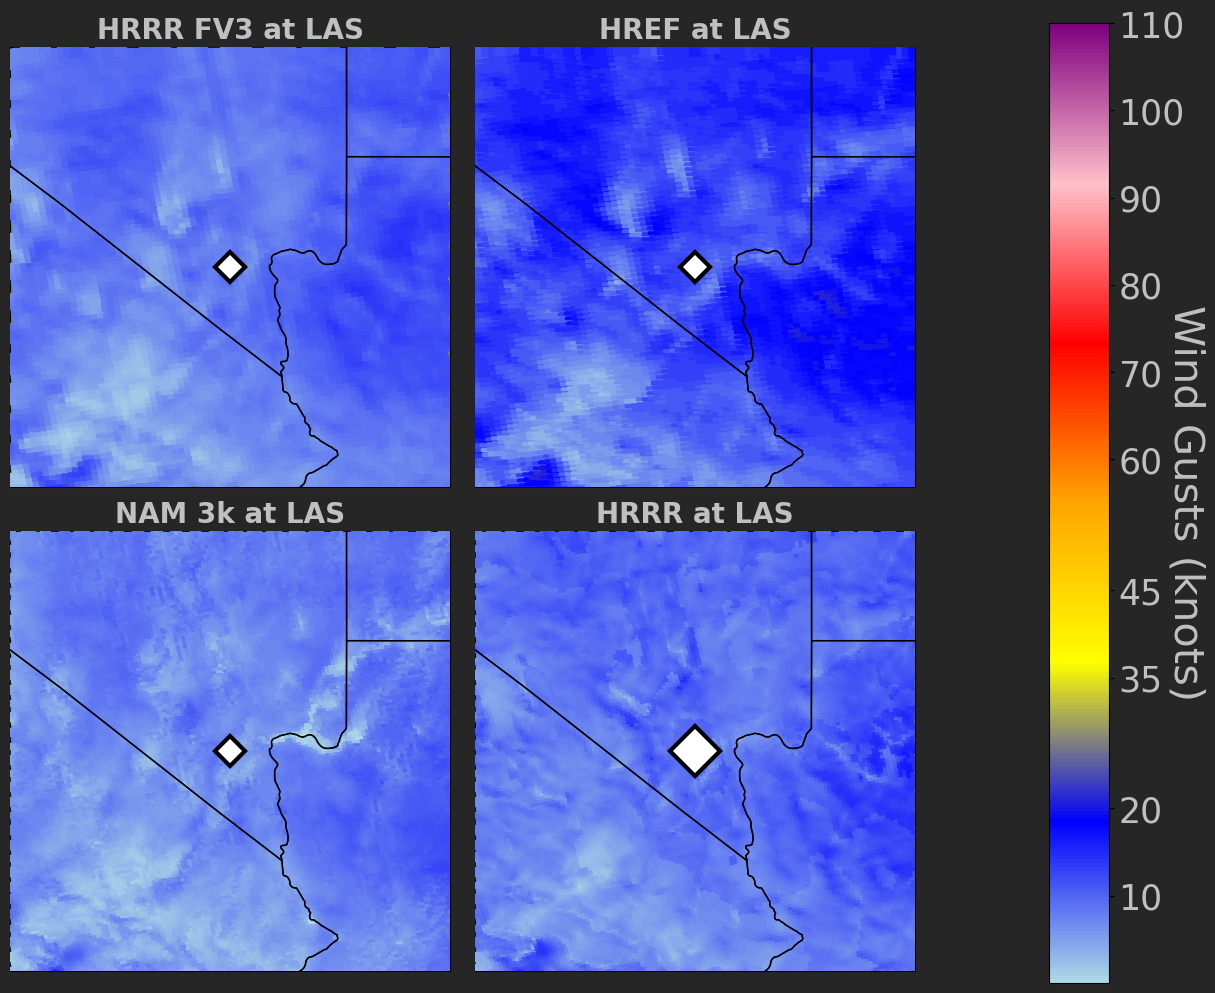 HRRR FV3 at LAS
HREF at LAS
NAM 3k at LAS
HRRR at LAS
110
100
90
80
70
60
45
35
20
10
Wind Gusts (knots)